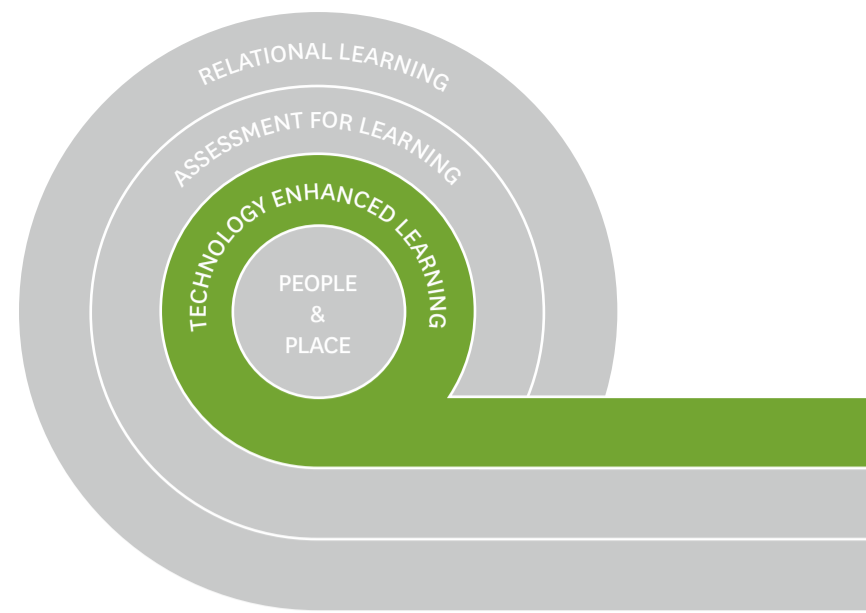 RELATIONAL LEARNING
ASSESSMENT FOR LEARNING
TECHNOLOGY ENHANCED LEARNING
PEOPLE
&
PLACE